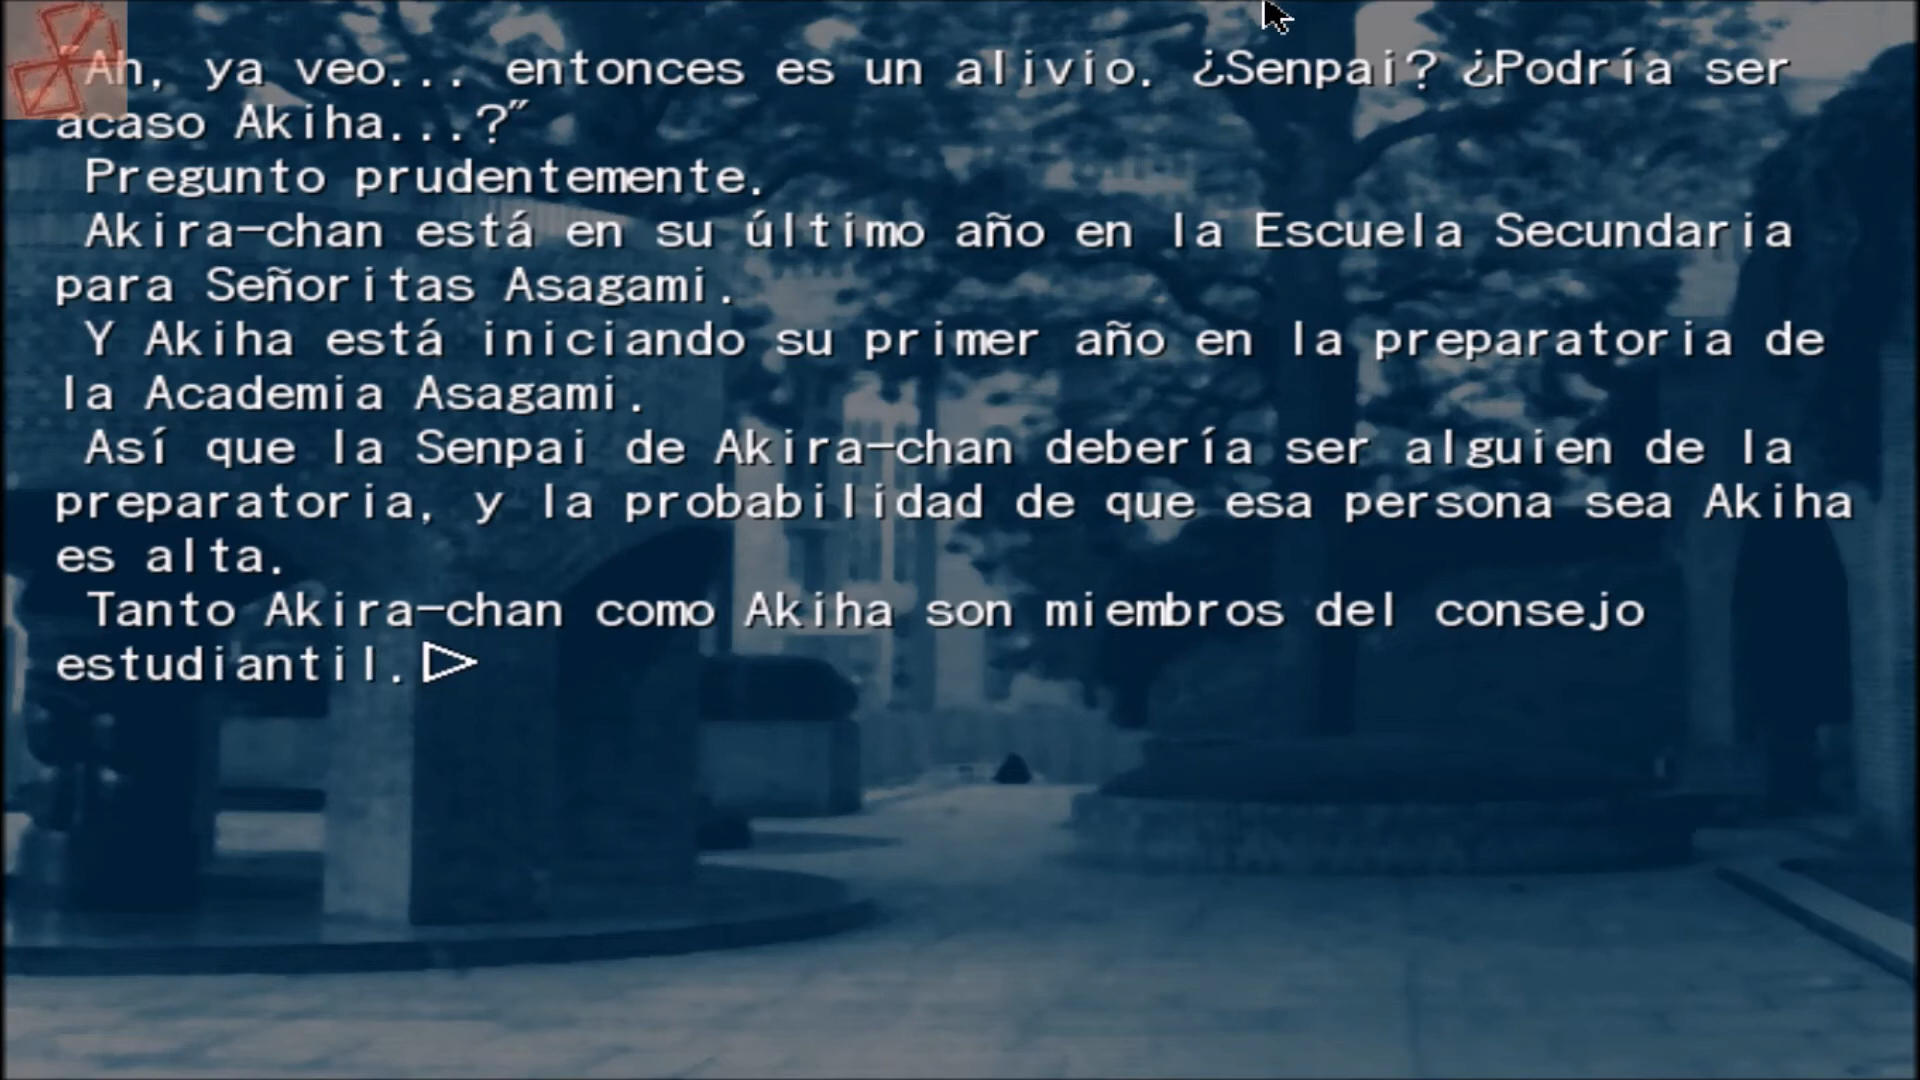 "Ah, ya veo... entonces es un alivio. ¿Senpai? ¿Podría ser
acaso Akiha...?"
Pregunto prudentemente.
Akira-chan está en su último año en la Escuela Secundaria
para Señoritas Asagami.
Y Akiha está iniciando su primer año en la preparatoria de
la Academia Asagami.
Así que la Senpai de Akira-chan debería ser alguien de la
preparatoria, y la probabilidad de que esa persona sea Akiha
es alta.
Tanto Akira-chan como Akiha son miembros del consejo
estudiantil.